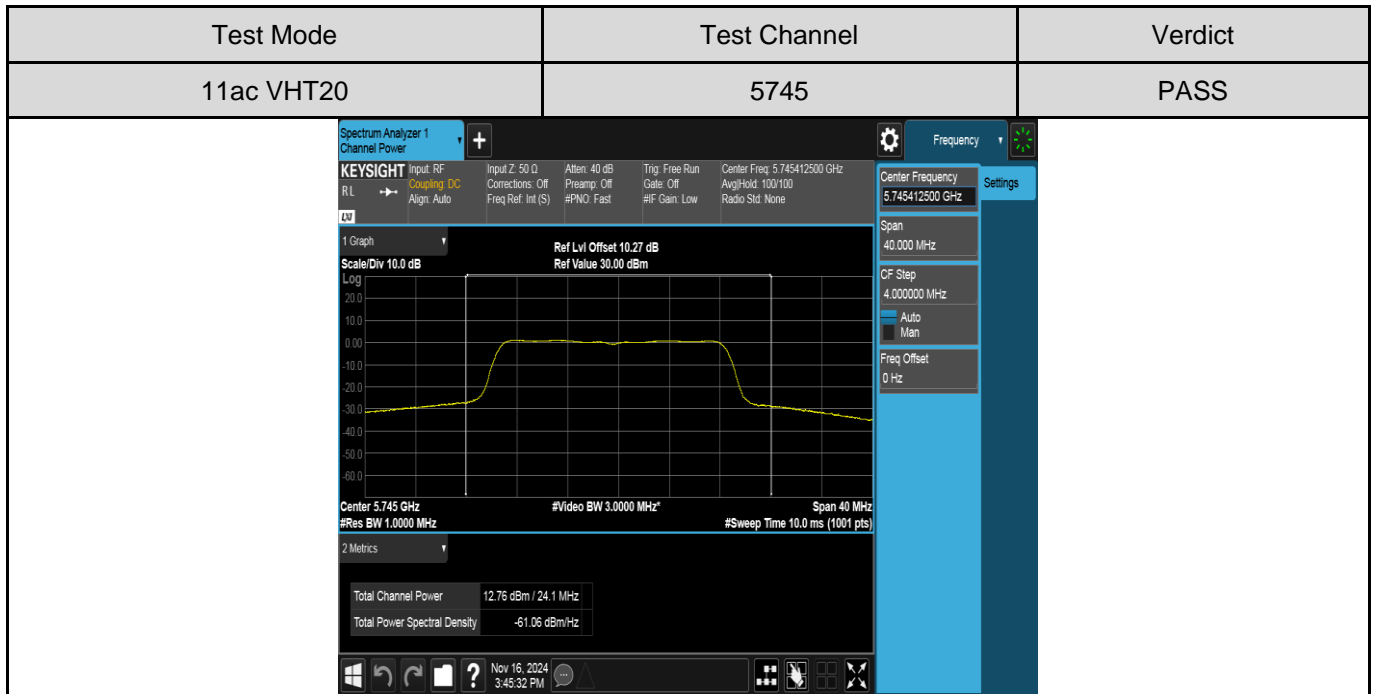 Test Mode Test Channel Verdict
11ac VHT20 5745 PASS
Spectrum Analyzer 1
Channel Power
+
Frequency
KEYSIGHT Input: RF Input Z: 50 Ω Atten: 40 dB Trig: Free Run Center Freq: 5.745412500 GHz
RL Coupling: DC Corrections: Off Preamp: Off Gate: Off Avg|Hold: 100/100
Align: Auto Freq Ref: Int (S) #PNO: Fast #IF Gain: Low Radio Std: None
LXI
Center Frequency
5.745412500 GHz
Settings
Span
40.000 MHz
CF Step
4.000000 MHz
Auto
Man
Freq Offset
0 Hz
1 Graph
Ref Lvl Offset 10.27 dB
Scale/Div 10.0 dB Ref Value 30.00 dBm
Log
20.0
10.0
0.00
-10.0
-20.0
-30.0
-40.0
-50.0
-60.0
Center 5.745 GHz #Video BW 3.0000 MHz* Span 40 MHz
#Res BW 1.0000 MHz #Sweep Time 10.0 ms (1001 pts)
2 Metrics
Total Channel Power 12.76 dBm / 24.1 MHz
Total Power Spectral Density -61.06 dBm/Hz
? Nov 16, 2024
3:45:32 PM